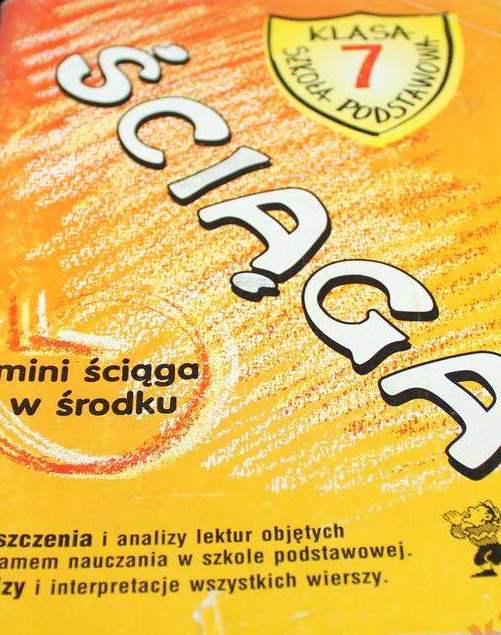 KLASA
7
SZKOŁA PODSTAWOWA
ŚCIĄGA
mini ściąga
w środku
szczenia i analizy lektur objętych
amem nauczania w szkole podstawowej.
zy i interpretacje wszystkich wierszy.